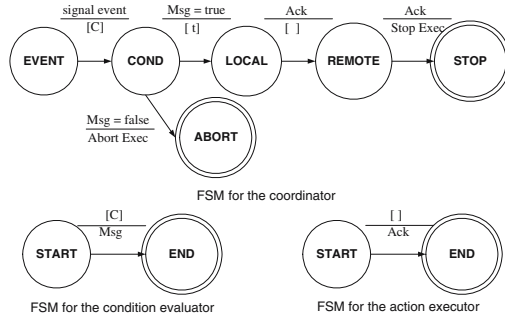 signal event
[C]
Msg = true
[ t]
Ack
[ ]
Ack
Stop Exec
EVENT
COND
LOCAL
REMOTE
STOP
Msg = false
Abort Exec
ABORT
FSM for the coordinator
[C]
Msg
START
END
[ ]
Ack
START
END
FSM for the condition evaluator
FSM for the action executor